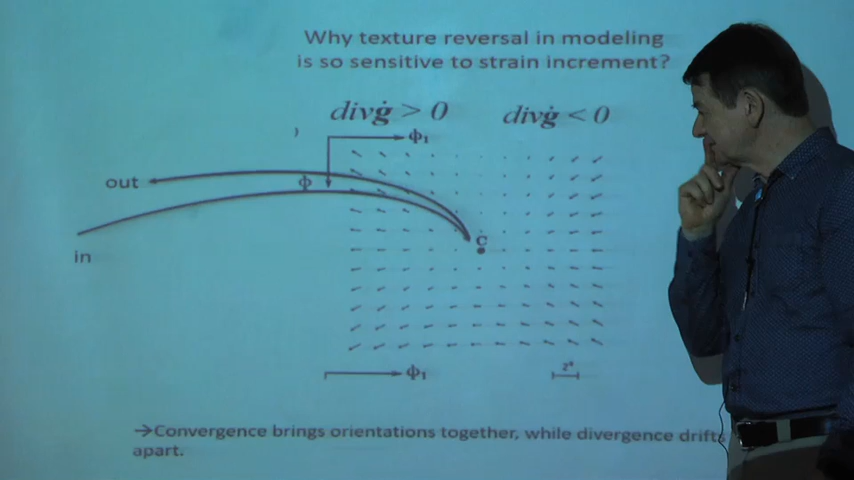 Why texture reversal in modeling
is so sensitive to strain increment?
divġ > 0
divġ < 0
ϕ₁
out
ϕ
c
in
ϕ₁
2°
→Convergence brings orientations together, while divergence drifts
apart.